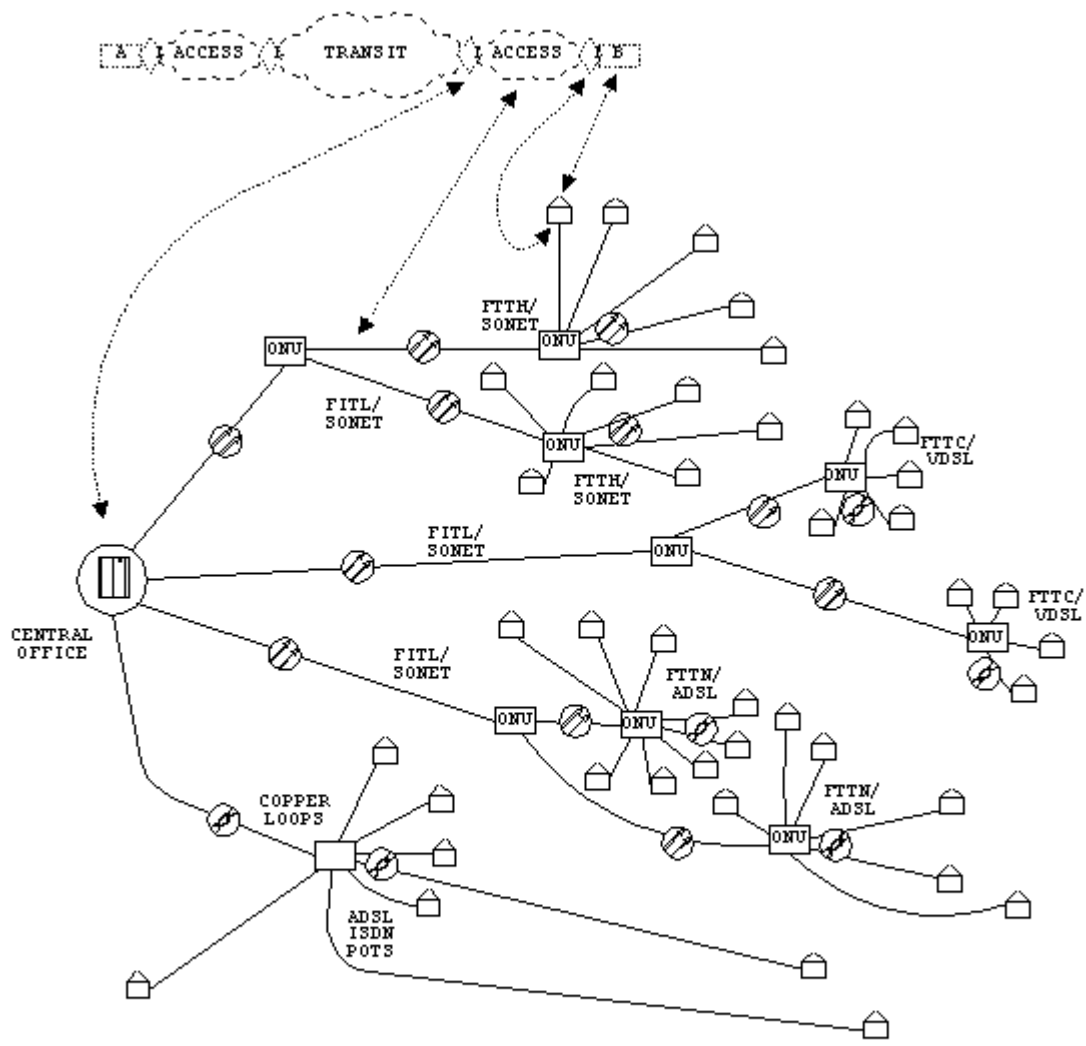 A ACCESS TRANSIT ACCESS B
FTTH/
SONET
ONU
ONU
FITL/
SONET
ONU
FTTH/
SONET
FTTC/
VDSL
ONU
FITL/
SONET
ONU
FTTC/
VDSL
ONU
CENTRAL
OFFICE
FITL/
SONET
FTTN/
ADSL
ONU
ONU
FTTN/
ADSL
ONU
COPPER
LOOPS
ADSL
ISDN
POTS